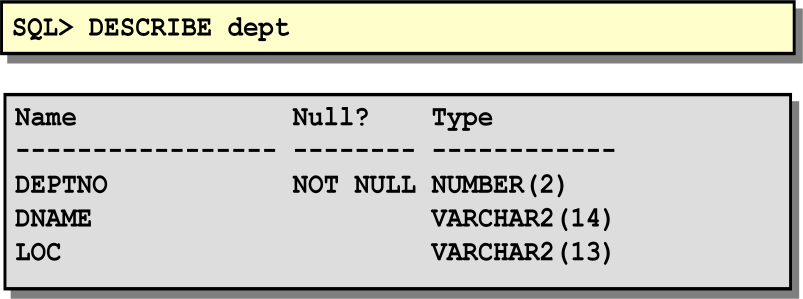 SQL> DESCRIBE dept
Name              Null?    Type
----------------- -------- ------------
DEPTNO            NOT NULL NUMBER(2)
DNAME                      VARCHAR2(14)
LOC                        VARCHAR2(13)